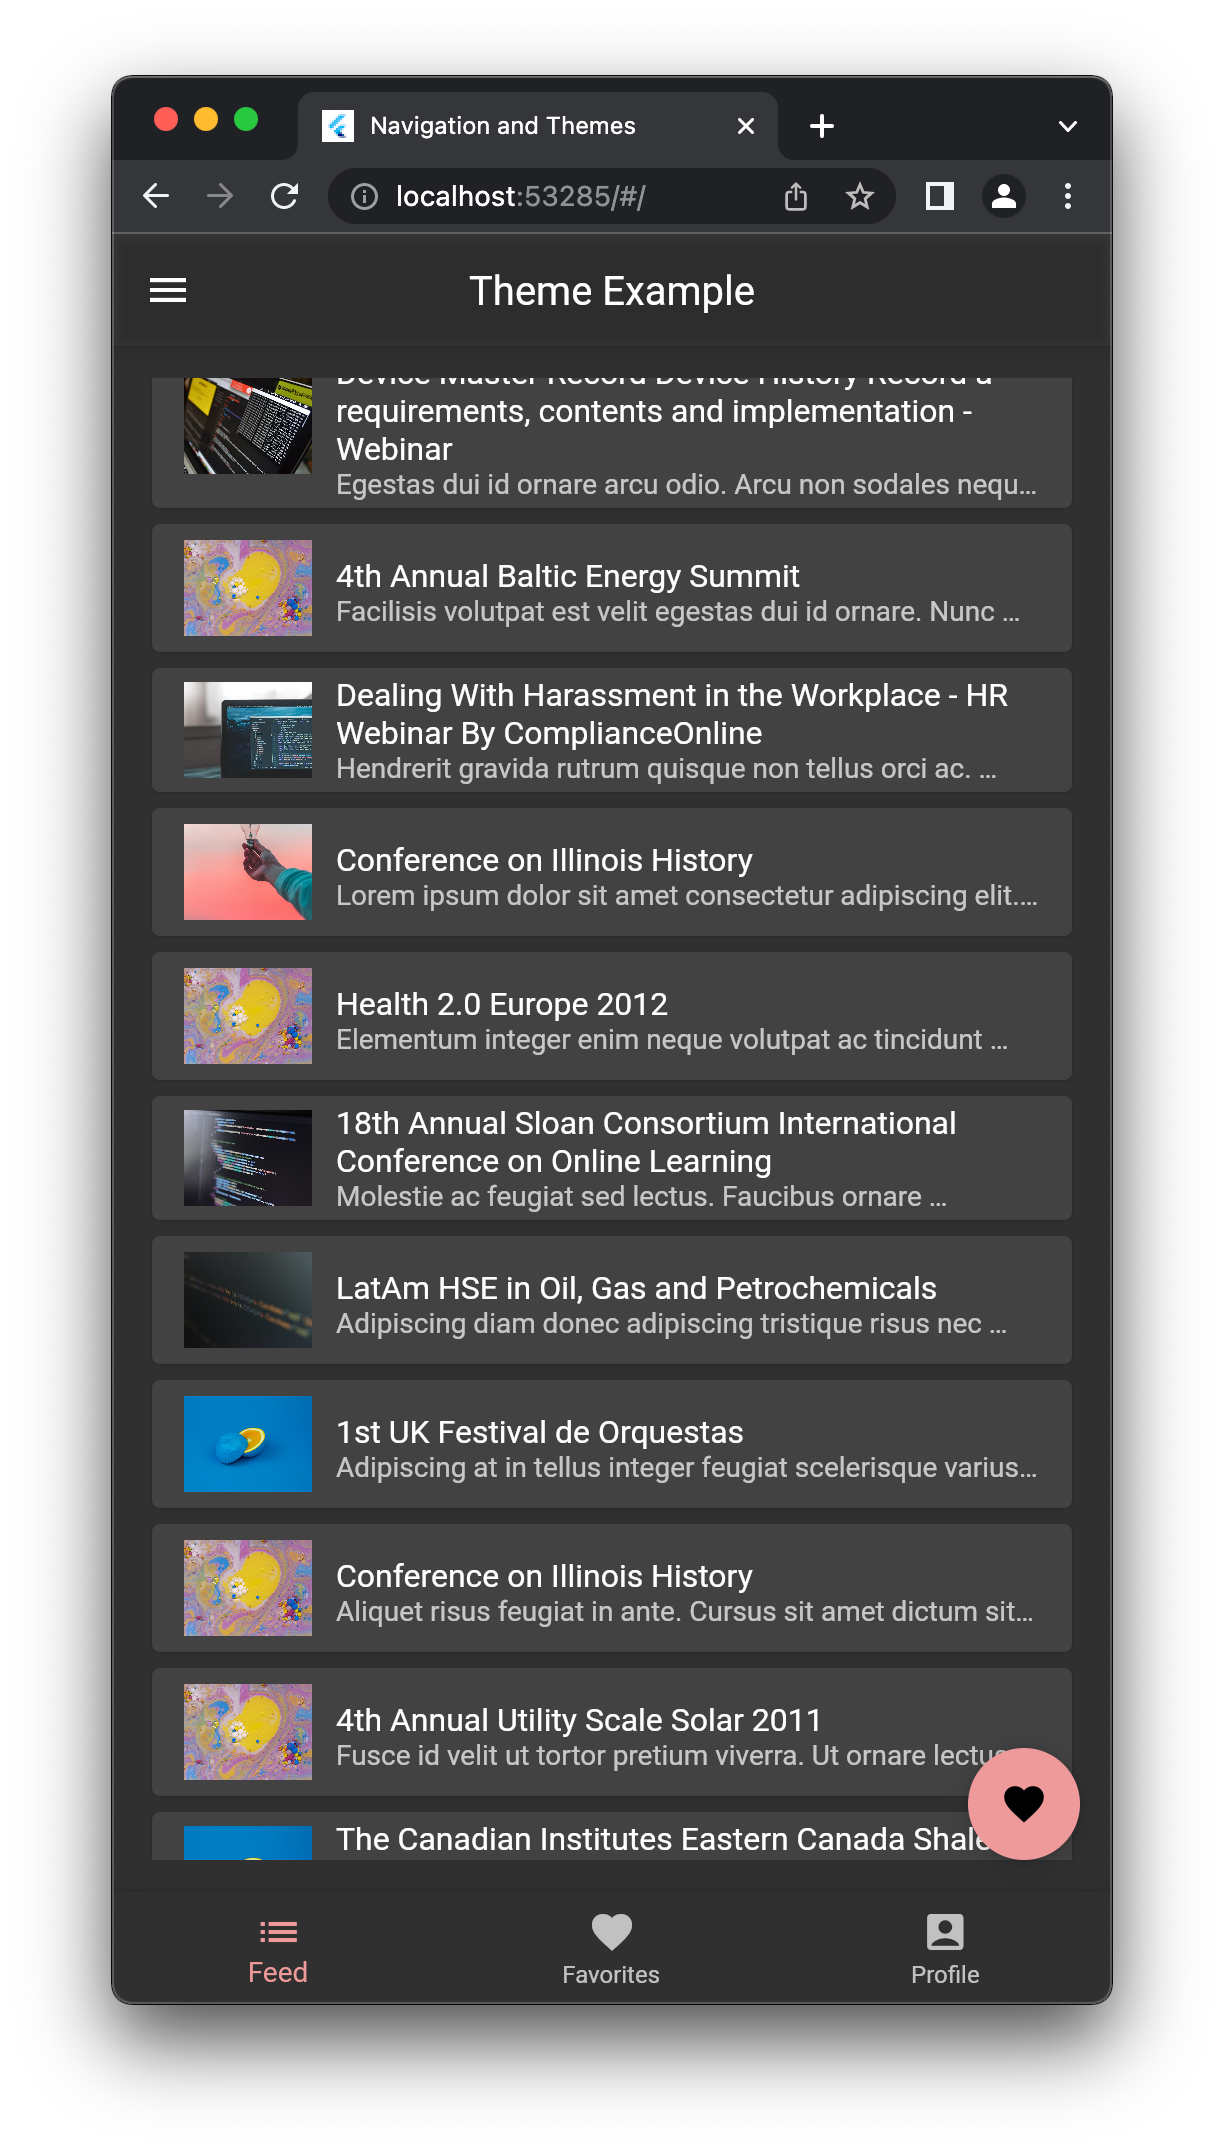 Navigation and Themes
localhost:53285/#/
Theme Example
Device Master Record Device History Record a
requirements, contents and implementation -
Webinar
Egestas dui id ornare arcu odio. Arcu non sodales nequ...
4th Annual Baltic Energy Summit
Facilisis volutpat est velit egestas dui id ornare. Nunc ...
Dealing With Harassment in the Workplace - HR
Webinar By ComplianceOnline
Hendrerit gravida rutrum quisque non tellus orci ac. ...
Conference on Illinois History
Lorem ipsum dolor sit amet consectetur adipiscing elit....
Health 2.0 Europe 2012
Elementum integer enim neque volutpat ac tincidunt ...
18th Annual Sloan Consortium International
Conference on Online Learning
Molestie ac feugiat sed lectus. Faucibus ornare ...
LatAm HSE in Oil, Gas and Petrochemicals
Adipiscing diam donec adipiscing tristique risus nec ...
1st UK Festival de Orquestas
Adipiscing at in tellus integer feugiat scelerisque varius...
Conference on Illinois History
Aliquet risus feugiat in ante. Cursus sit amet dictum sit...
4th Annual Utility Scale Solar 2011
Fusce id velit ut tortor pretium viverra. Ut ornare lectus
The Canadian Institutes Eastern Canada Shale
Feed
Favorites
Profile